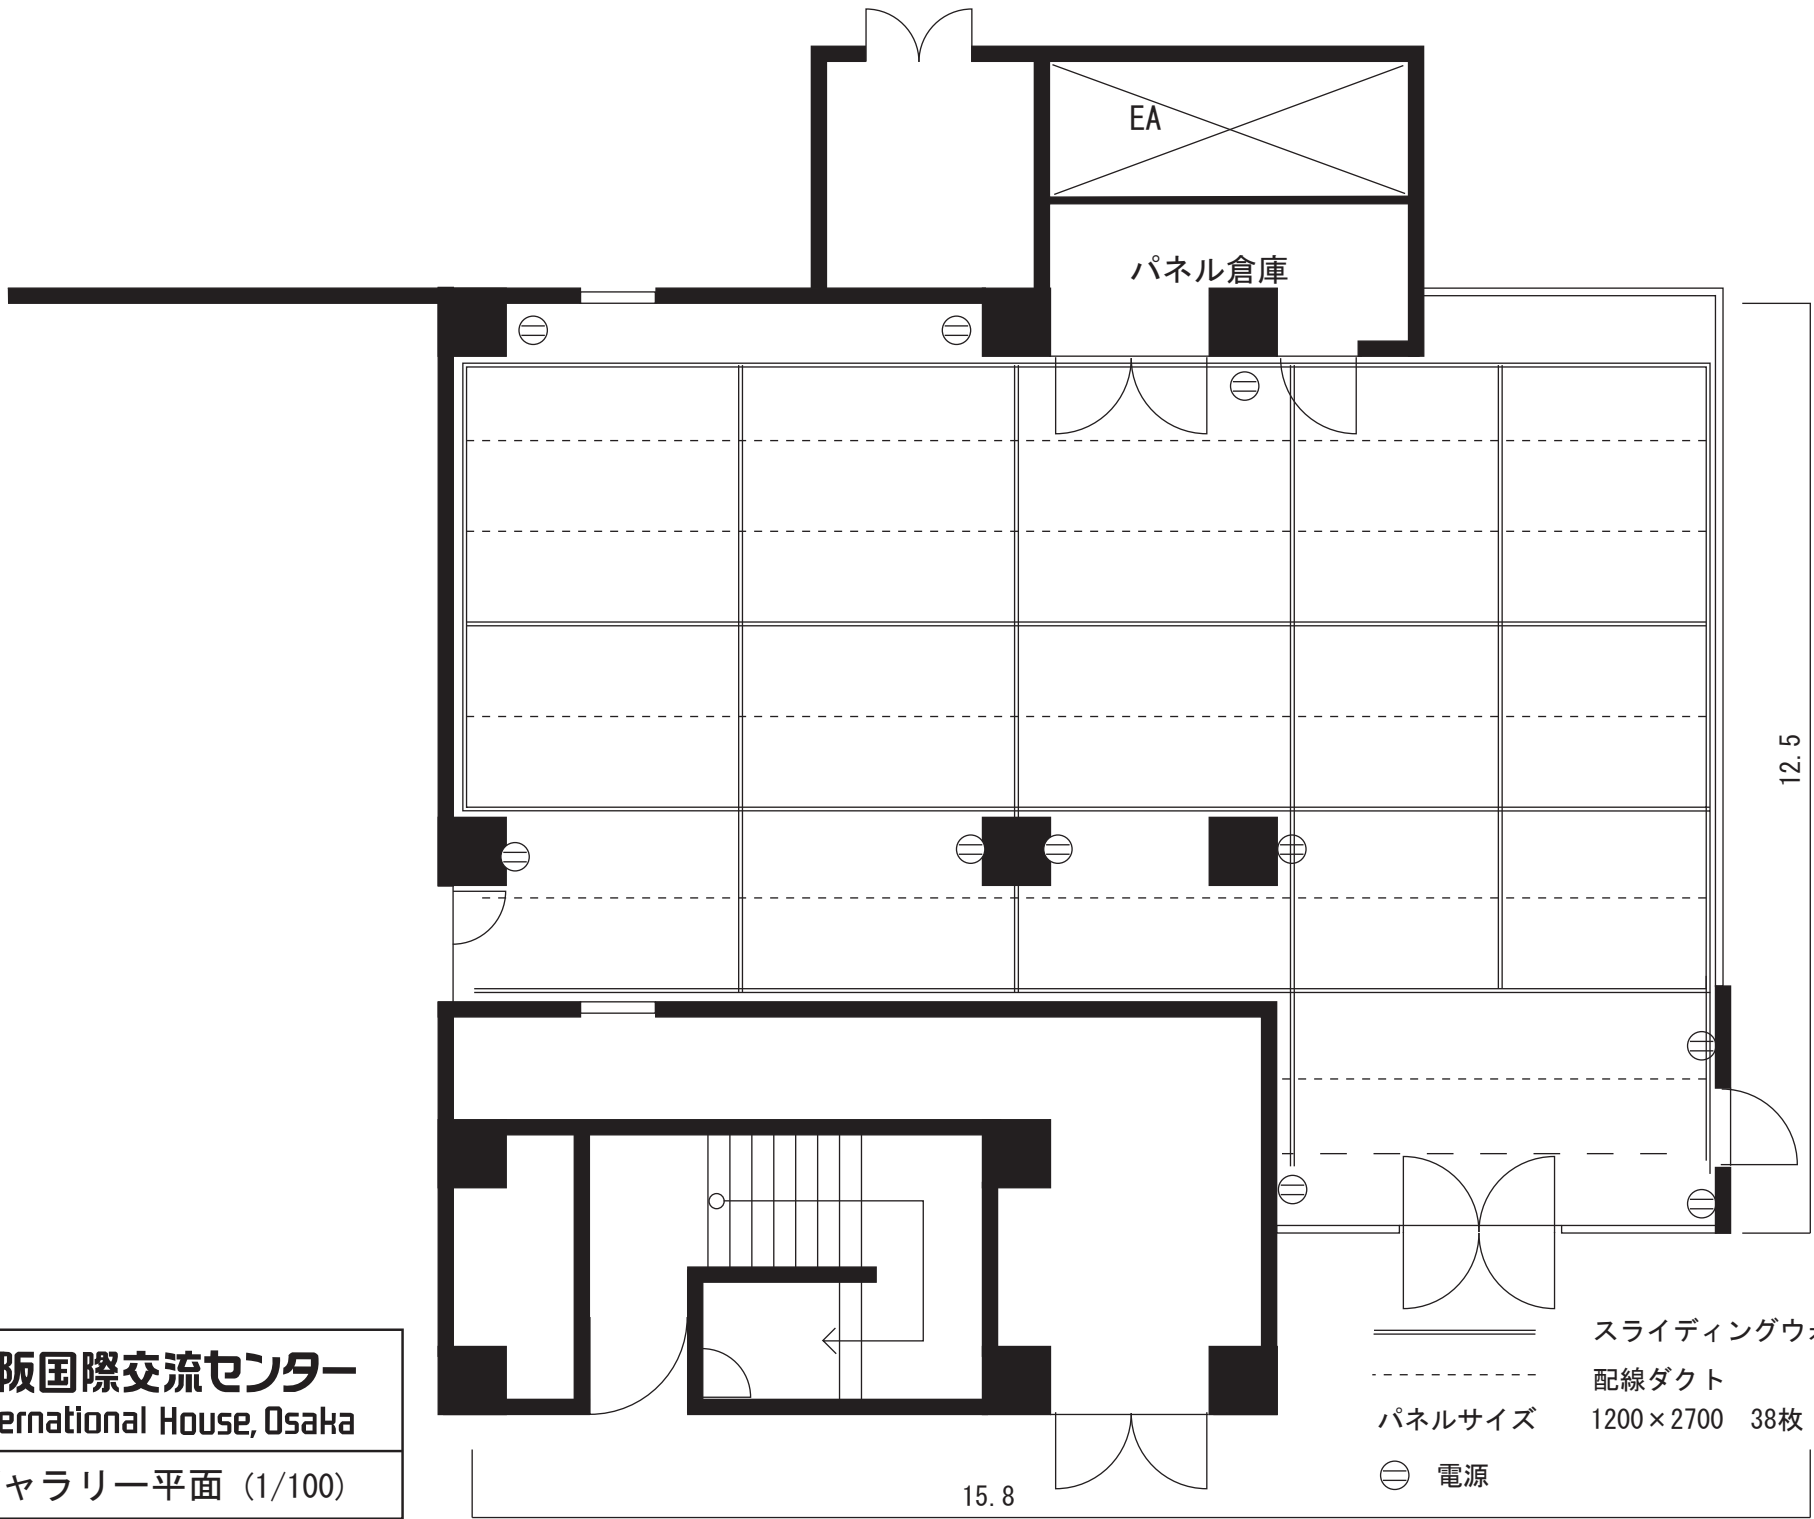 EA
パネル倉庫
12.5
スライディングウォ
配線ダクト
パネルサイズ 1200×2700 38枚
電源
15.8
阪国際交流センター
ernational House, Osaka
ャラリー平面 (1/100)